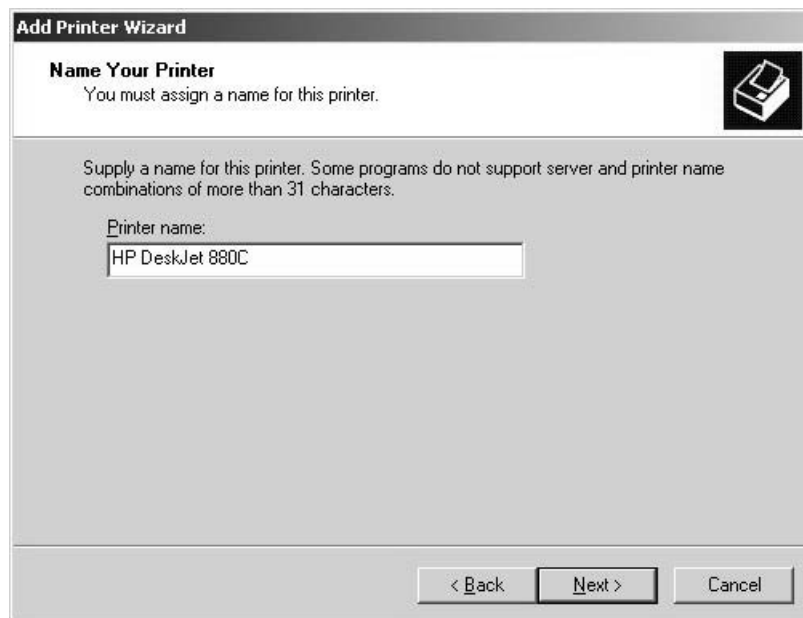 Add Printer Wizard
Name Your Printer
You must assign a name for this printer.
Supply a name for this printer. Some programs do not support server and printer name
combinations of more than 31 characters.
Printer name:
HP DeskJet 880C
< Back
Next >
Cancel